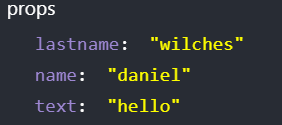 props
lastname: "wilches"
name: "daniel"
text: "hello"